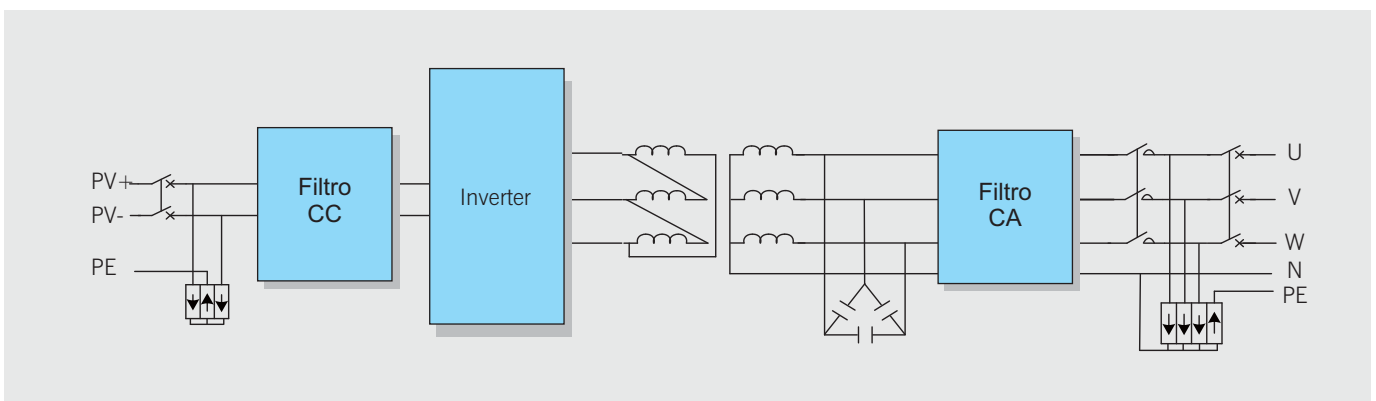 PV+
PV-
PE
Filtro
CC
Inverter
Filtro
CA
U
V
W
N
PE